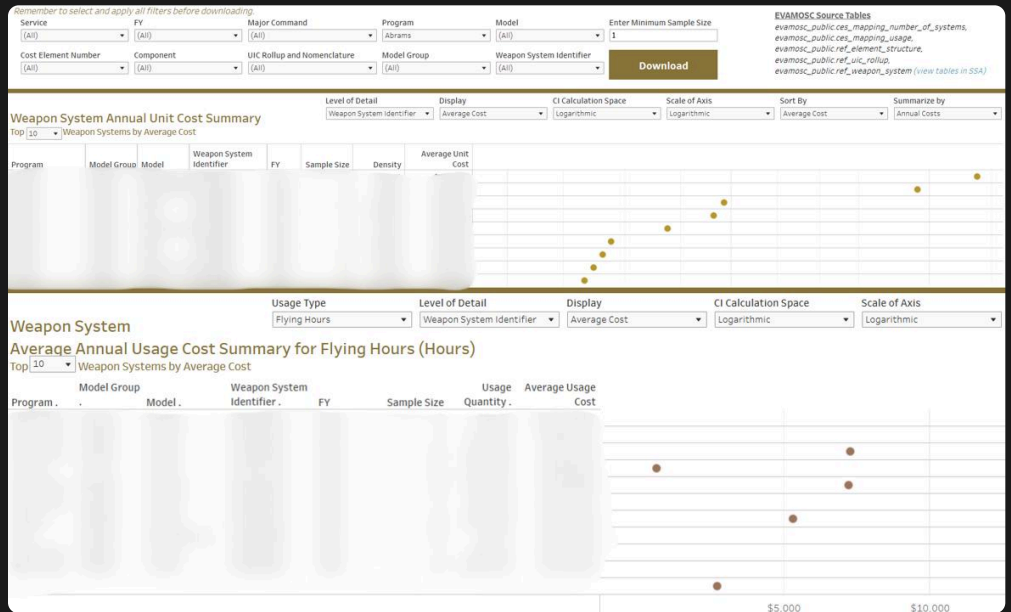 Remember to select and apply all filters before downloading.
Service FY Major Command Program Model Enter Minimum Sample Size
(All) (All) (All) Abrams (All) 1
Cost Element Number Component UIC Rollup and Nomenclature Model Group Weapon System Identifier
(All) (All) (All) (All) (All) Download
EVAMOSC Source Tables
evamosc_public.ces_mapping_number_of_systems,
evamosc_public.ces_mapping_usage,
evamosc_public.ref_element_structure,
evamosc_public.ref_uic_rollup,
evamosc_public.ref_weapon_system (view tables in SSA)
Level of Detail Display CI Calculation Space Scale of Axis Sort By Summarize by
Weapon System Identifier Average Cost Logarithmic Logarithmic Average Cost Annual Costs
Weapon System Annual Unit Cost Summary
Top 10 Weapon Systems by Average Cost
Program Model Group Model Weapon System Identifier FY Sample Size Density Average Unit Cost
Usage Type Level of Detail Display CI Calculation Space Scale of Axis
Flying Hours Weapon System Identifier Average Cost Logarithmic Logarithmic
Weapon System
Average Annual Usage Cost Summary for Flying Hours (Hours)
Top 10 Weapon Systems by Average Cost
Model Group Weapon System Usage Average Usage
Program . . Model . Identifier . FY Sample Size Quantity . Cost
$5,000 $10,000